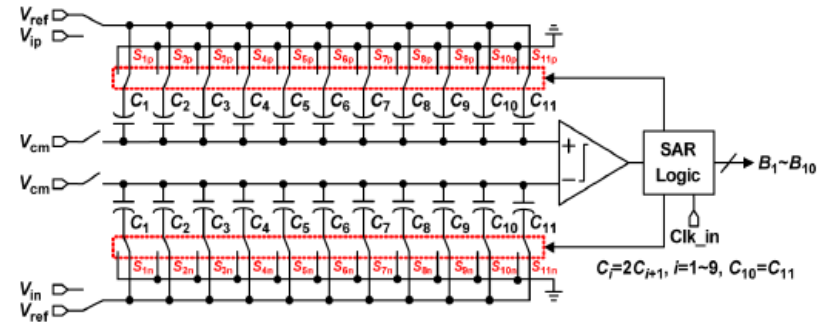 Vref
Vip
S1p S2p S3p S4p S5p S6p S7p S8p S9p S10p S11p
C1 C2 C3 C4 C5 C6 C7 C8 C9 C10 C11
Vcm
+
SAR
Logic
B1~B10
−
Vcm
Clk_in
C1 C2 C3 C4 C5 C6 C7 C8 C9 C10 C11
S1n S2n S3n S4n S5n S6n S7n S8n S9n S10n S11n
Ci=2Ci+1, i=1~9, C10=C11
Vin
Vref